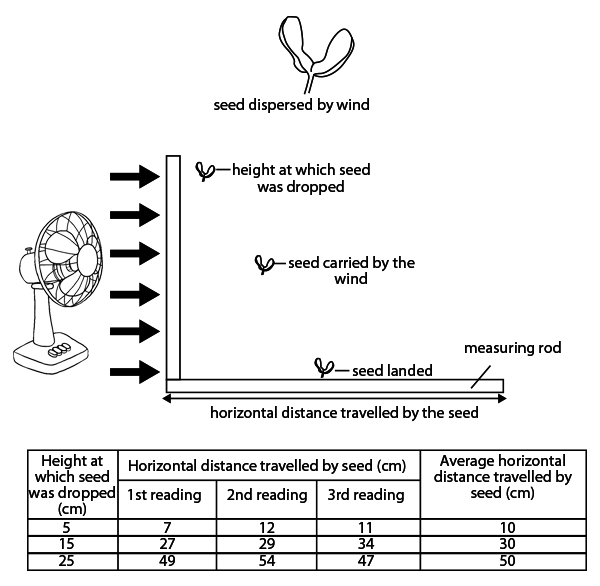 seed dispersed by wind
height at which seed
was dropped
seed carried by the
wind
measuring rod
seed landed
horizontal distance travelled by the seed
Height at
which seed
was dropped
(cm)
Horizontal distance travelled by seed (cm)
Average horizontal
distance travelled by
seed (cm)
1st reading 2nd reading 3rd reading
5 7 12 11 10
15 27 29 34 30
25 49 54 47 50